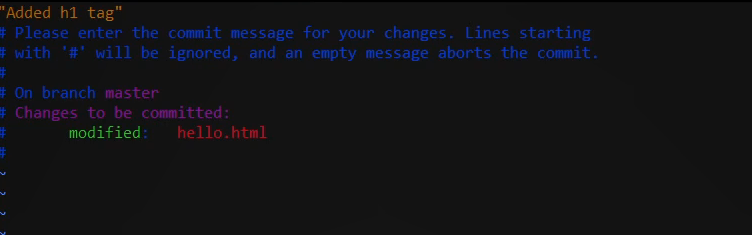 "Added h1 tag"
# Please enter the commit message for your changes. Lines starting
# with '#' will be ignored, and an empty message aborts the commit.
#
# On branch master
# Changes to be committed:
#       modified:   hello.html
#
~
~
~
~